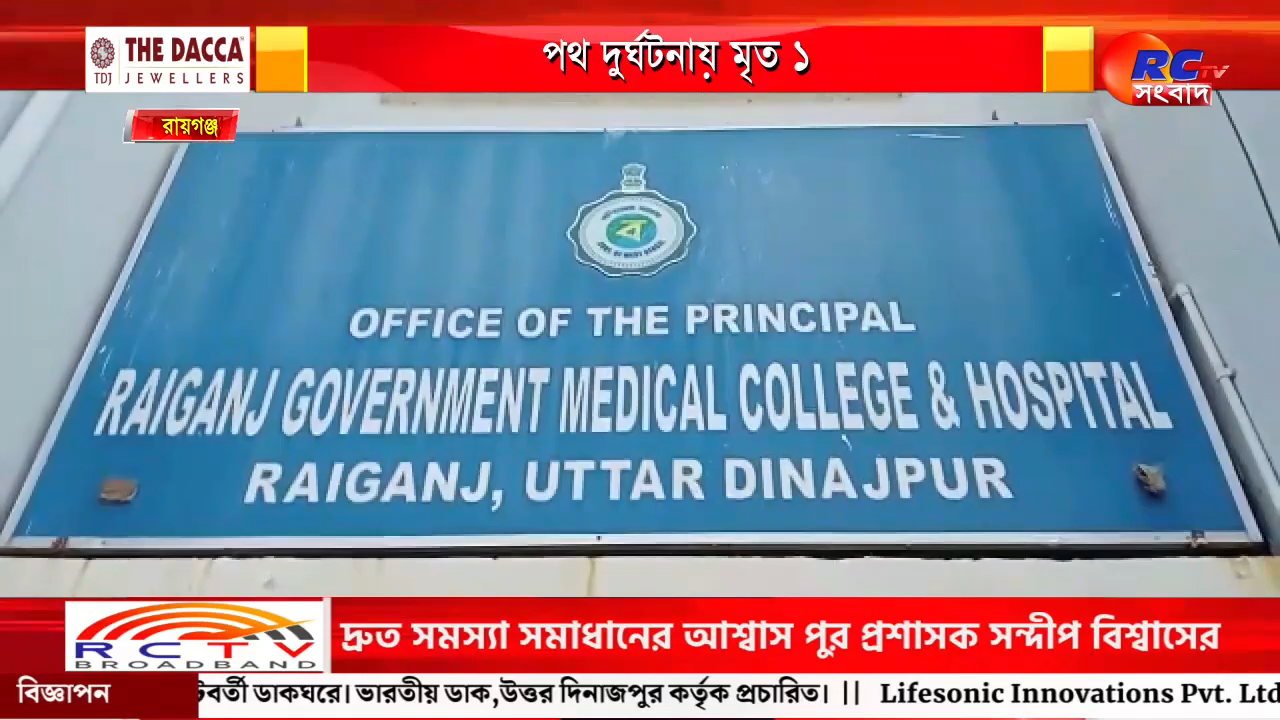 THE DACCA
TDJ JEWELLERS
পথ দুর্ঘটনায় মৃত ১
RC TV
সংবাদ
রায়গঞ্জ
ব
OFFICE OF THE PRINCIPAL
RAIGANJ GOVERNMENT MEDICAL COLLEGE & HOSPITAL
RAIGANJ, UTTAR DINAJPUR
RCTV
BROADBAND
দ্রুত সমস্যা সমাধানের আশ্বাস পুর প্রশাসক সন্দীপ বিশ্বাসের
বিজ্ঞাপন
ডাকঘরে। ভারতীয় ডাক,উত্তর দিনাজপুর কর্তৃক প্রচারিত। || Lifesonic Innovations Pvt. Ltd